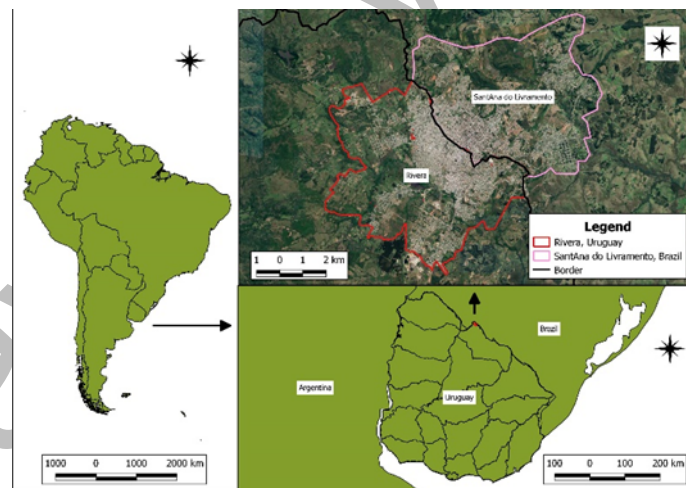 SantAna do Livramento
Rivera
Legend
Rivera, Uruguay
SantAna do Livramento, Brazil
Border
1 0 1 2 km
Brazil
Argentina
Uruguay
1000 0 1000 2000 km
100 0 100 200 km